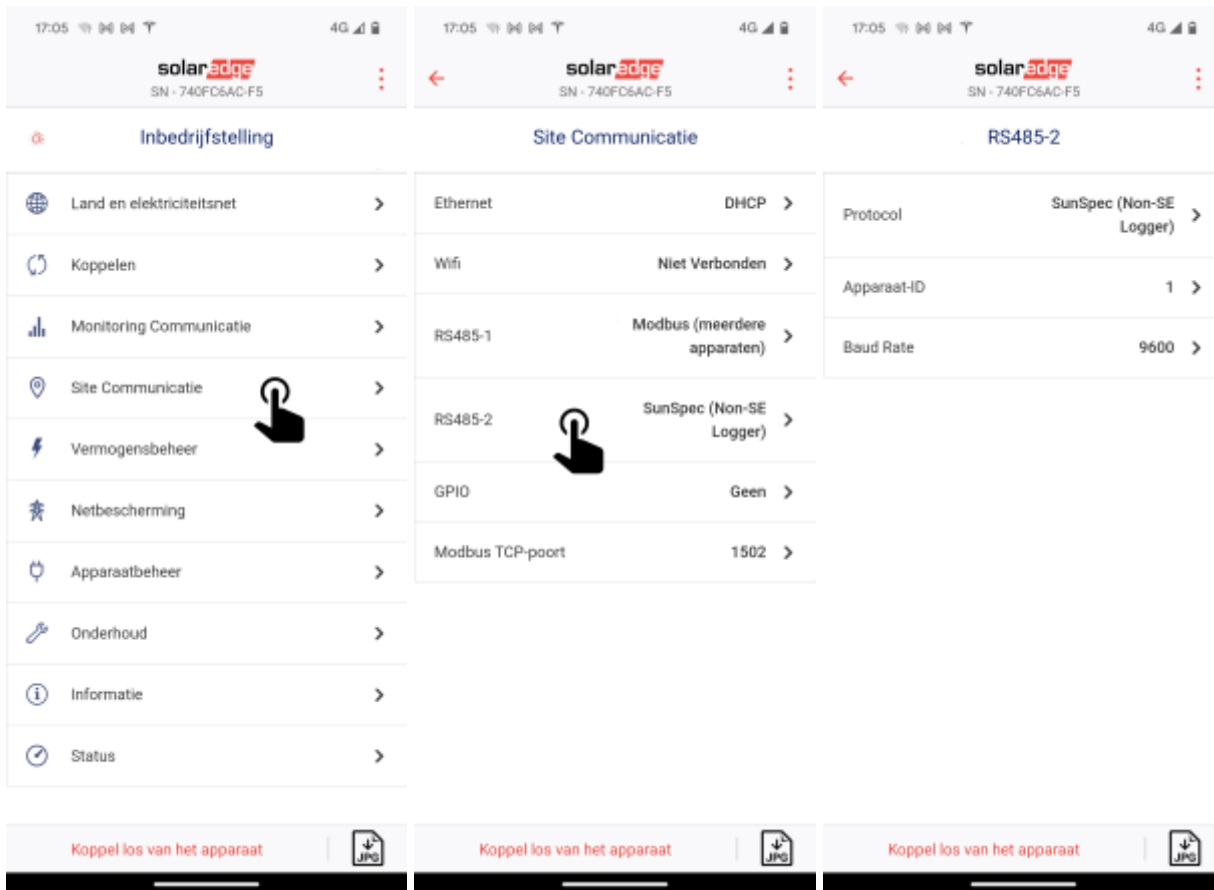 17:05
4G
solaredge
SN - 740FC6AC-F5
Inbedrijfstelling
Land en elektriciteitsnet
Koppelen
Monitoring Communicatie
Site Communicatie
Vermogensbeheer
Netbescherming
Apparaatbeheer
Onderhoud
Informatie
Status
Koppel los van het apparaat
JPG
17:05
4G
solaredge
SN - 740FC6AC-F5
Site Communicatie
Ethernet DHCP
Wifi Niet Verbonden
RS485-1 Modbus (meerdere
apparaten)
RS485-2 SunSpec (Non-SE
Logger)
GPIO Geen
Modbus TCP-poort 1502
Koppel los van het apparaat
JPG
17:05
4G
solaredge
SN - 740FC6AC-F5
RS485-2
Protocol SunSpec (Non-SE
Logger)
Apparaat-ID 1
Baud Rate 9600
Koppel los van het apparaat
JPG